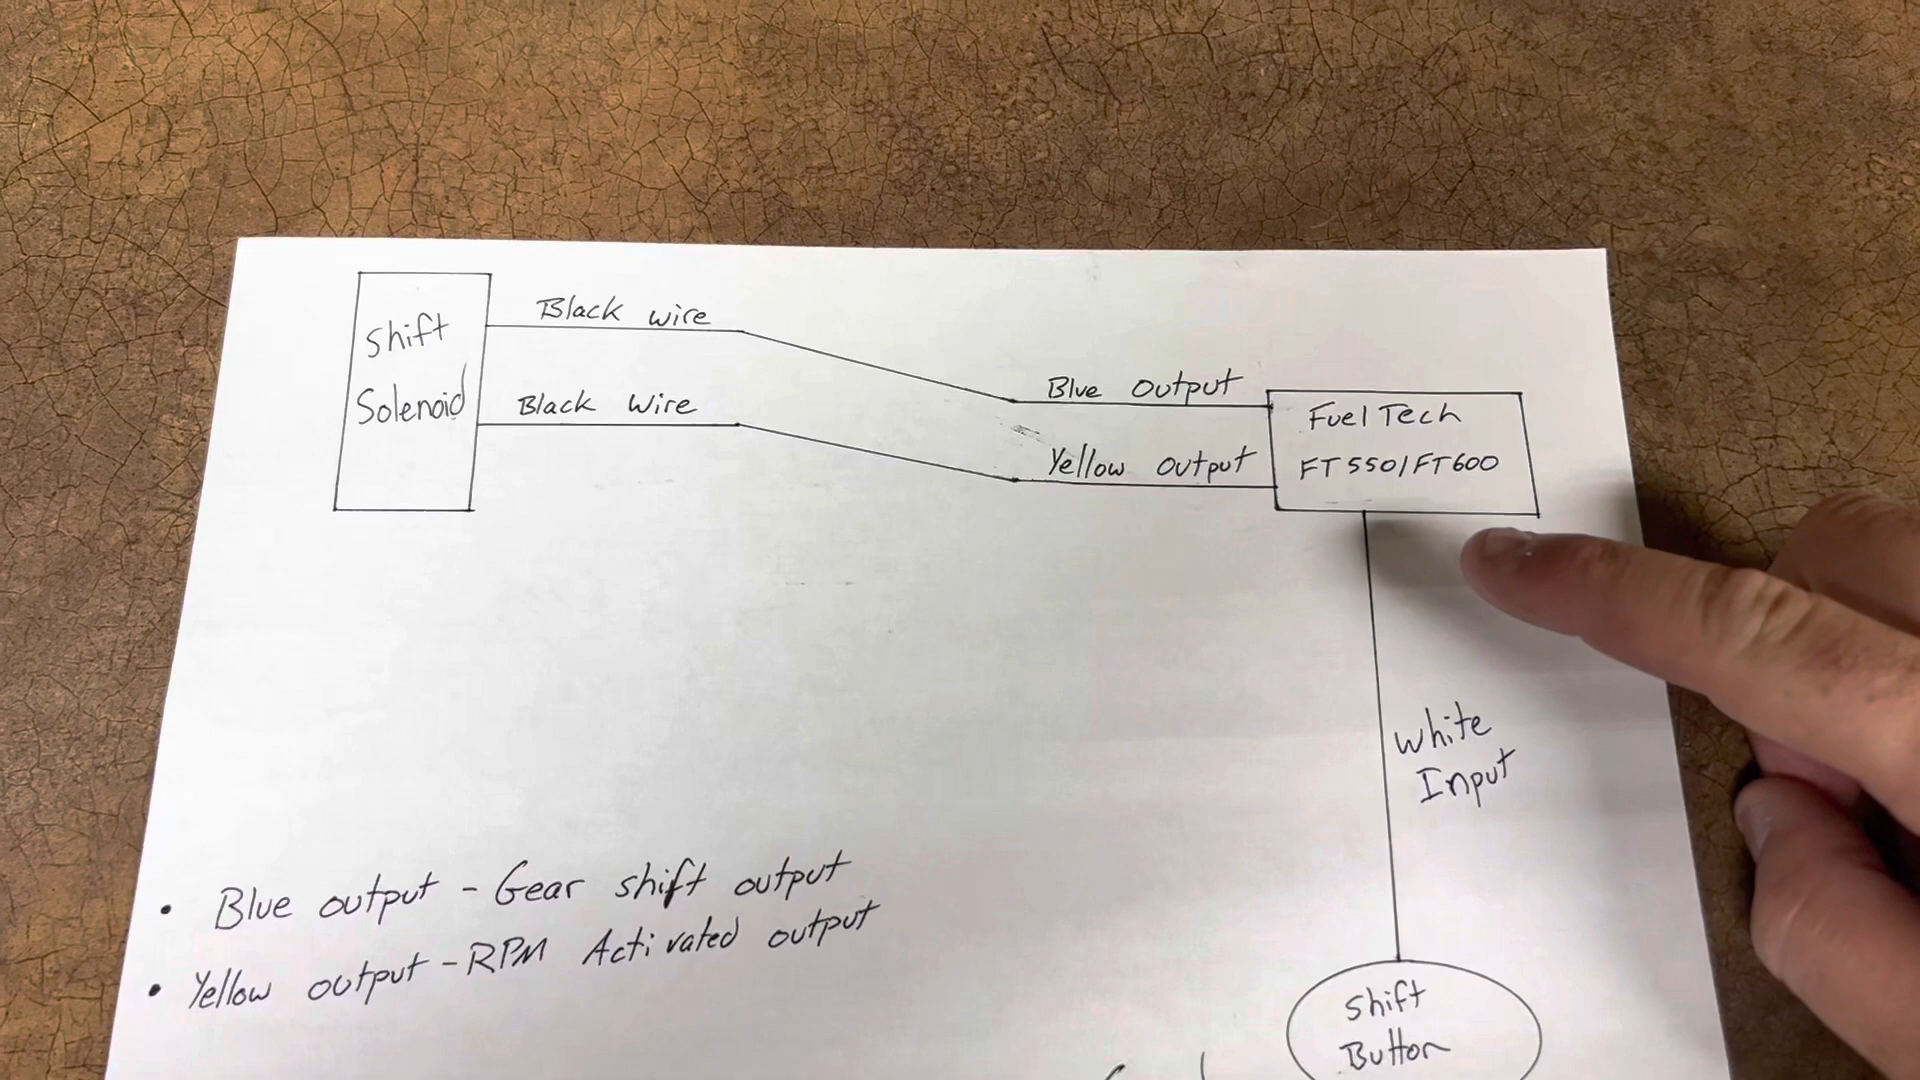 Shift
Solenoid
Black wire
Black Wire
Blue Output
Yellow output
Fuel Tech
FT550/FT600
White
Input
• Blue output - Gear shift output
• Yellow output - RPM Activated output
Shift
Button